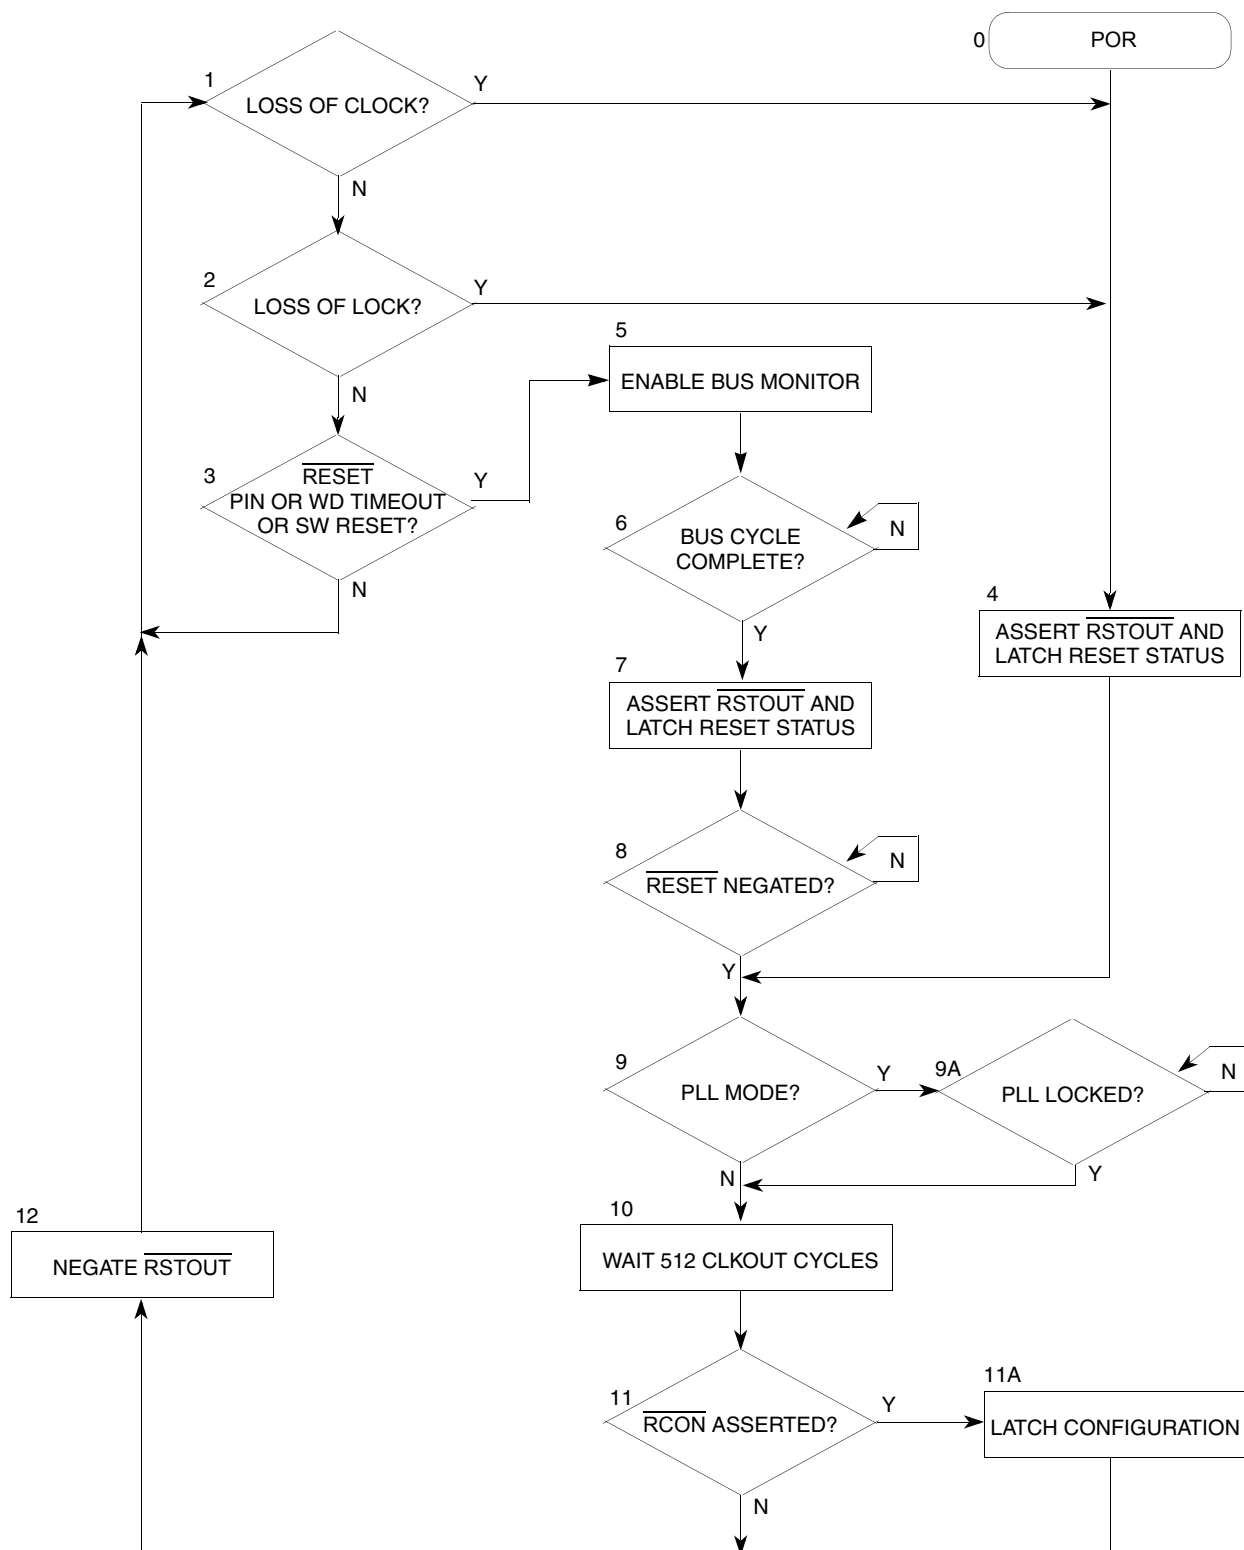 0
POR
1
LOSS OF CLOCK?
Y
N
2
LOSS OF LOCK?
Y
N
3
RESET
PIN OR WD TIMEOUT
OR SW RESET?
Y
N
5
ENABLE BUS MONITOR
6
BUS CYCLE
COMPLETE?
N
Y
4
ASSERT RSTOUT AND
LATCH RESET STATUS
7
ASSERT RSTOUT AND
LATCH RESET STATUS
8
RESET NEGATED?
N
Y
9
PLL MODE?
Y
N
9A
PLL LOCKED?
N
Y
10
WAIT 512 CLKOUT CYCLES
12
NEGATE RSTOUT
11
RCON ASSERTED?
Y
N
11A
LATCH CONFIGURATION